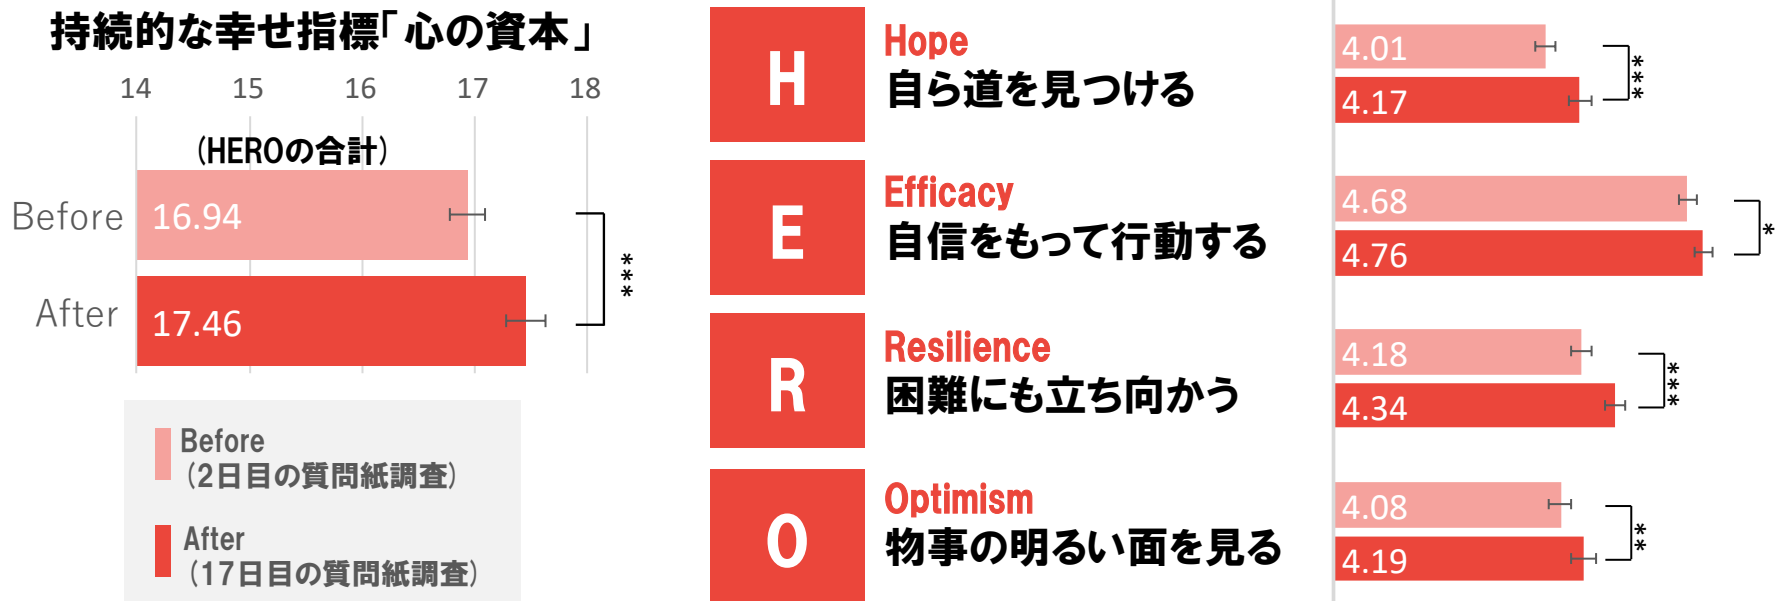 持続的な幸せ指標「心の資本」
14 15 16 17 18
(HEROの合計)
Before 16.94
***
After 17.46
Before
(2日目の質問紙調査)
After
(17日目の質問紙調査)
H
Hope
自ら道を見つける
4.01
4.17
***
E
Efficacy
自信をもって行動する
4.68
4.76
*
R
Resilience
困難にも立ち向かう
4.18
4.34
***
O
Optimism
物事の明るい面を見る
4.08
4.19
**